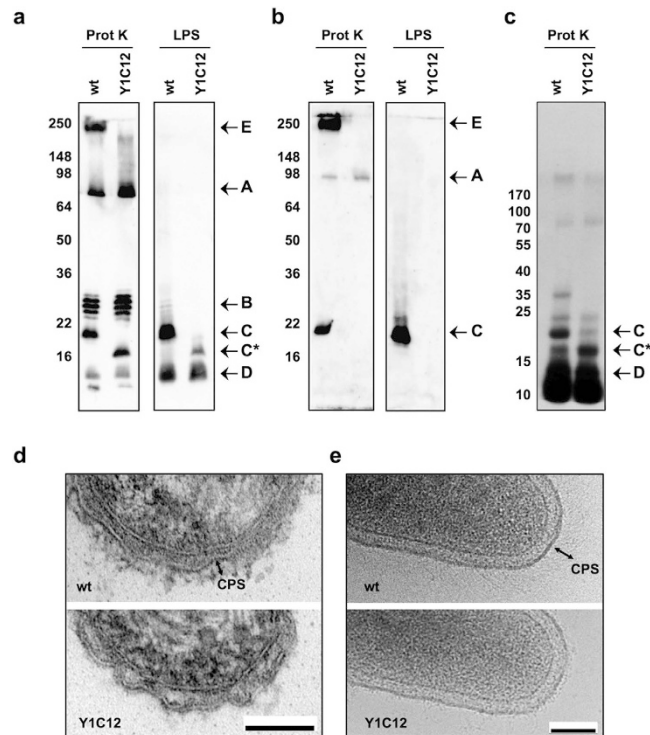 a
Prot K LPS
wt Y1C12 wt Y1C12
250 ← E
148
98
← A
64
50
36
← B
22
← C
← C*
16
← D
b
Prot K LPS
wt Y1C12 wt Y1C12
250 ← E
148
98 ← A
64
50
36
22 ← C
16
c
Prot K
wt Y1C12
170
100
70
55
40
35
25
← C
← C*
15
← D
10
d
CPS
wt
Y1C12
e
CPS
wt
Y1C12